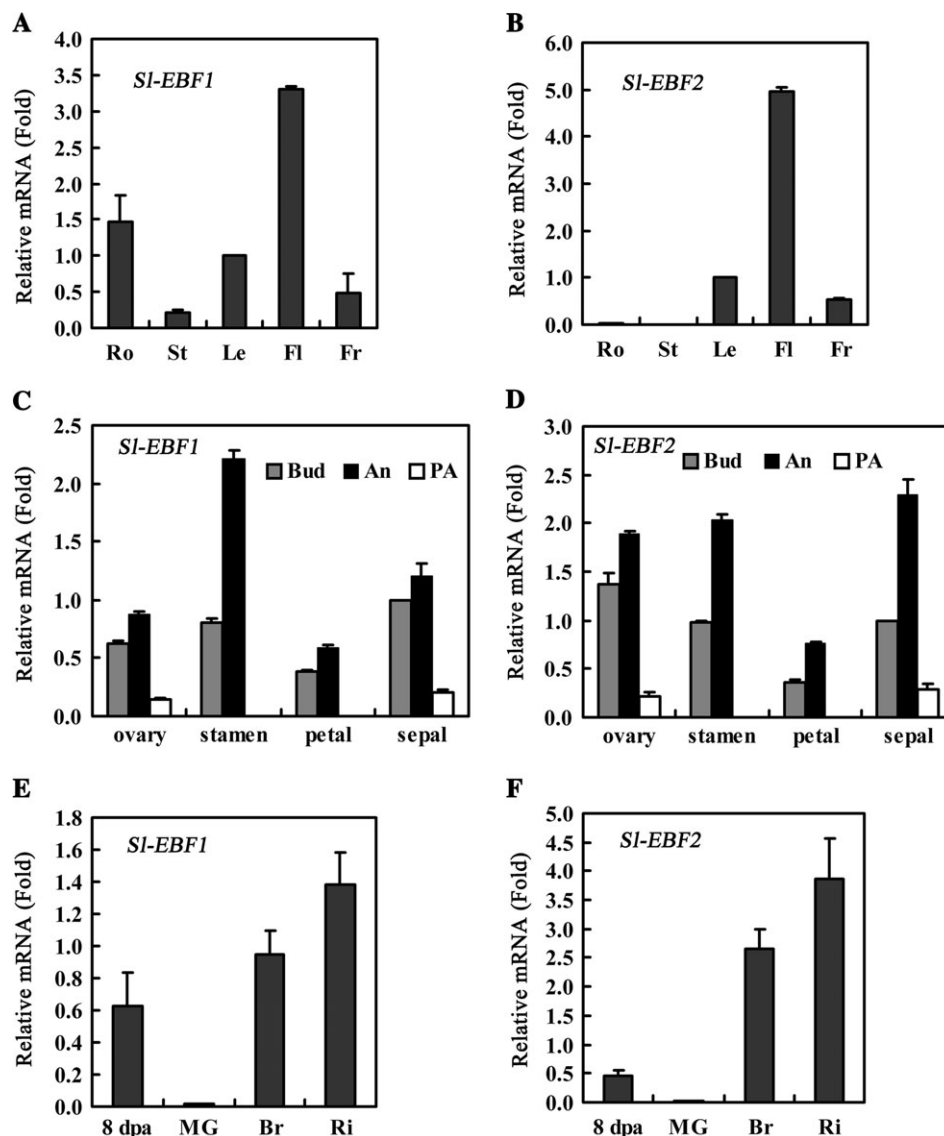 A
Relative mRNA (Fold)
4.0
3.5
3.0
2.5
2.0
1.5
1.0
0.5
0.0
Sl-EBF1
Ro St Le Fl Fr
B
Relative mRNA (Fold)
6.0
5.0
4.0
3.0
2.0
1.0
0.0
Sl-EBF2
Ro St Le Fl Fr
C
Relative mRNA (Fold)
2.5
2.0
1.5
1.0
0.5
0.0
Sl-EBF1
Bud An PA
ovary stamen petal sepal
D
Relative mRNA (Fold)
3.0
2.5
2.0
1.5
1.0
0.5
0.0
Sl-EBF2
Bud An PA
ovary stamen petal sepal
E
Relative mRNA (Fold)
1.8
1.6
1.4
1.2
1.0
0.8
0.6
0.4
0.2
0.0
Sl-EBF1
8 dpa MG Br Ri
F
Relative mRNA (Fold)
5.0
4.5
4.0
3.5
3.0
2.5
2.0
1.5
1.0
0.5
0.0
Sl-EBF2
8 dpa MG Br Ri